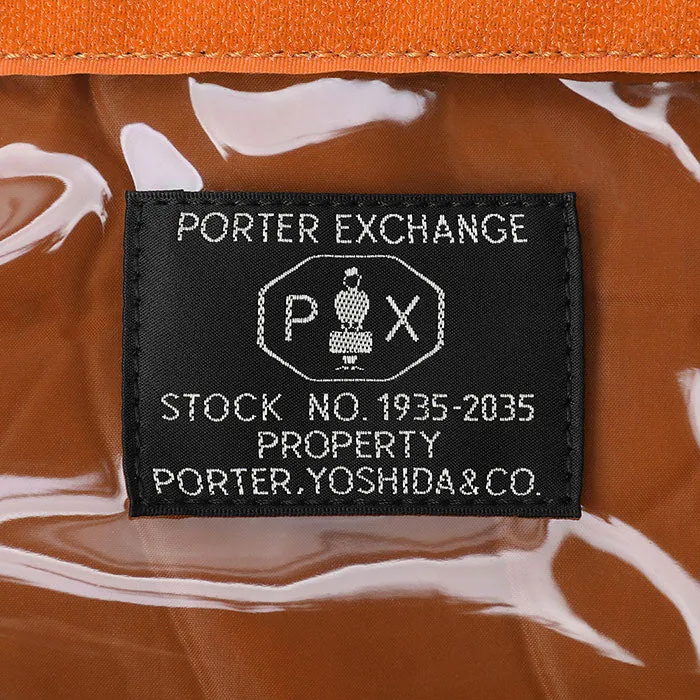 PORTER EXCHANGE
P X
STOCK NO. 1935-2035
PROPERTY
PORTER,YOSHIDA&CO.